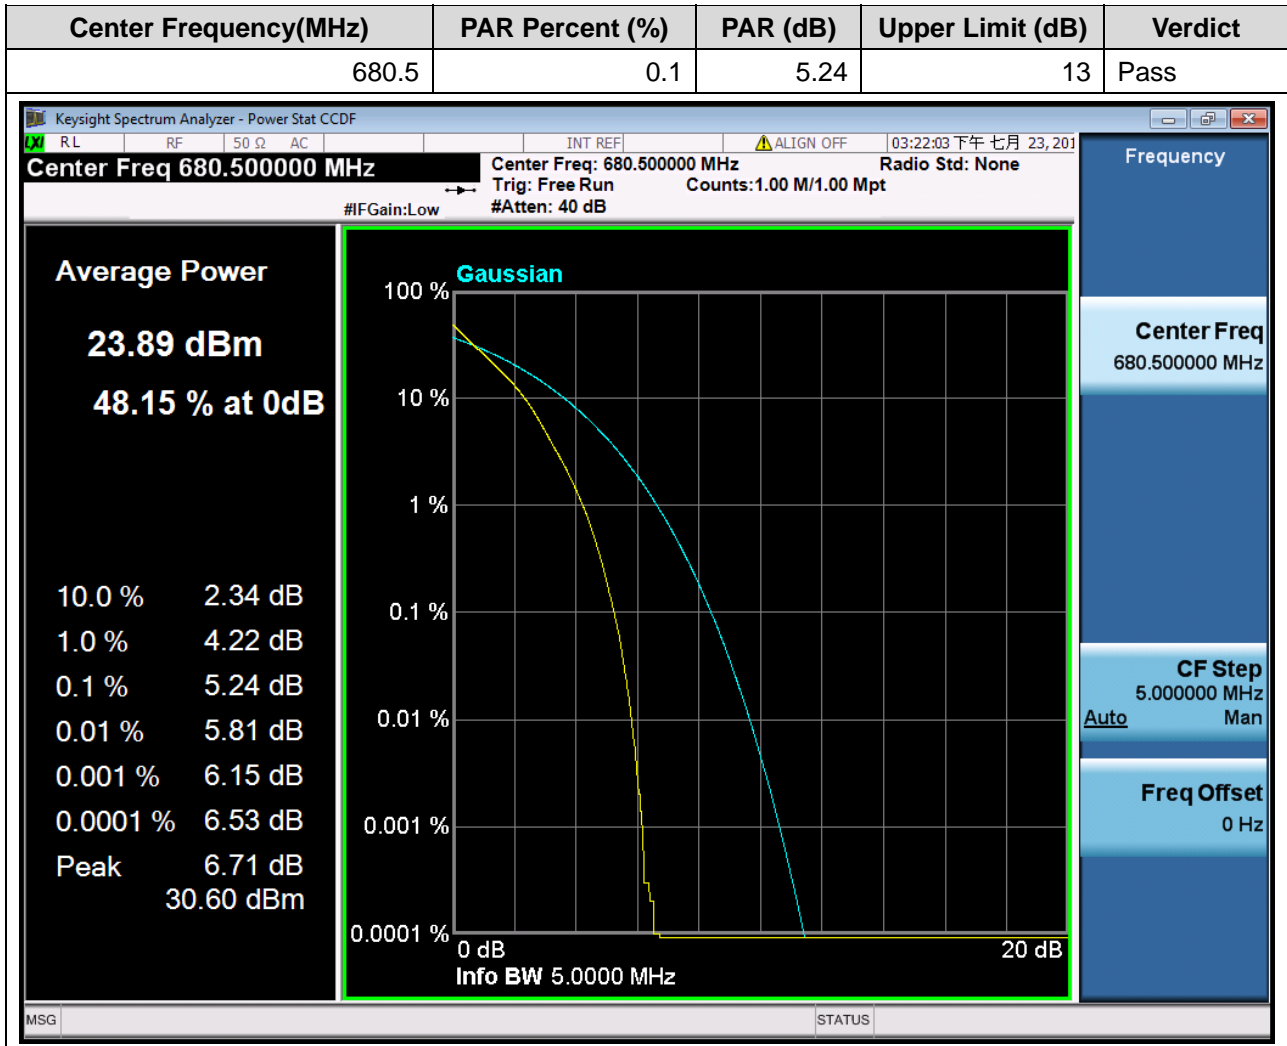 Center Frequency(MHz) PAR Percent (%) PAR (dB) Upper Limit (dB) Verdict
680.5 0.1 5.24 13 Pass
Keysight Spectrum Analyzer - Power Stat CCDF
LXI RL RF 50 Ω AC INT REF ALIGN OFF 03:22:03 下午 七月 23, 201
Center Freq 680.500000 MHz
Center Freq: 680.500000 MHz Radio Std: None
Trig: Free Run Counts:1.00 M/1.00 Mpt
#IFGain:Low #Atten: 40 dB
Average Power
23.89 dBm
48.15 % at 0dB
10.0 % 2.34 dB
1.0 % 4.22 dB
0.1 % 5.24 dB
0.01 % 5.81 dB
0.001 % 6.15 dB
0.0001 % 6.53 dB
Peak 6.71 dB
30.60 dBm
Gaussian
100 %
10 %
1 %
0.1 %
0.01 %
0.001 %
0.0001 %
0 dB 20 dB
Info BW 5.0000 MHz
Frequency
Center Freq
680.500000 MHz
CF Step
5.000000 MHz
Auto Man
Freq Offset
0 Hz
MSG STATUS